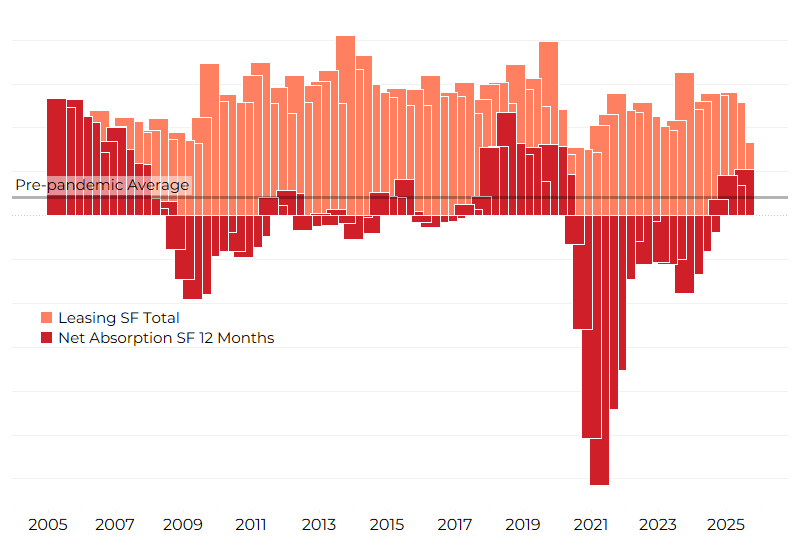 Pre-pandemic Average
Leasing SF Total
Net Absorption SF 12 Months
2005 2007 2009 2011 2013 2015 2017 2019 2021 2023 2025